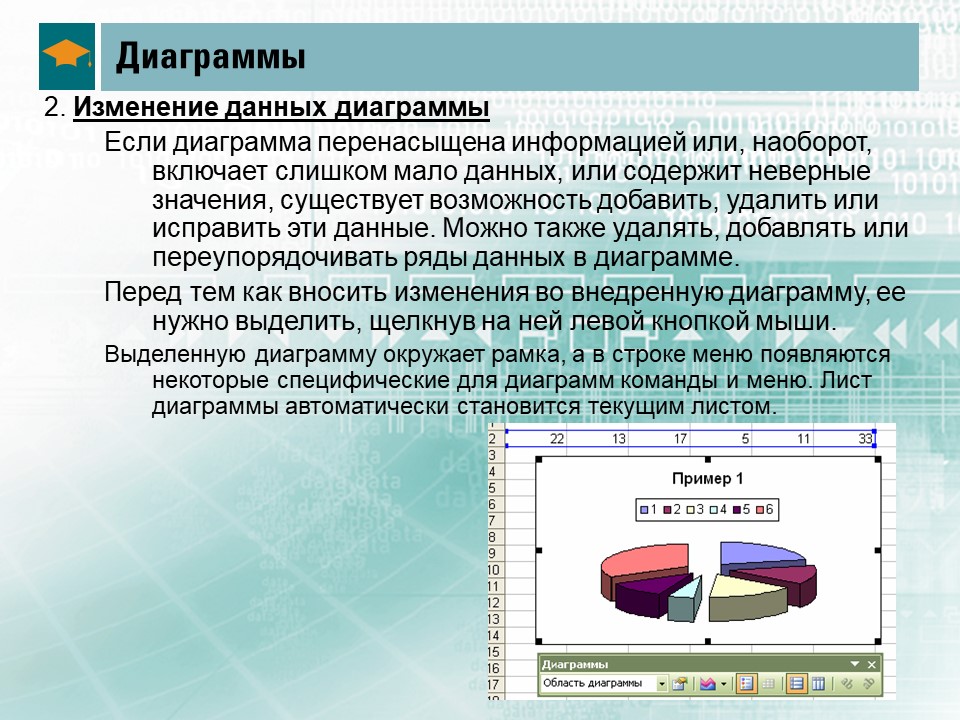 Диаграммы
2. Изменение данных диаграммы
Если диаграмма перенасыщена информацией или, наоборот,
включает слишком мало данных, или содержит неверные
значения, существует возможность добавить, удалить или
исправить эти данные. Можно также удалять, добавлять или
переупорядочивать ряды данных в диаграмме.
Перед тем как вносить изменения во внедренную диаграмму, ее
нужно выделить, щелкнув на ней левой кнопкой мыши.
Выделенную диаграмму окружает рамка, а в строке меню появляются
некоторые специфические для диаграмм команды и меню. Лист
диаграммы автоматически становится текущим листом.
2 22 13 17 5 11 33
3
4
5
6
7
8
9
10
11
12
13
14
15
16
17
Пример 1
1 2 3 4 5 6
Диаграммы
Область диаграммы